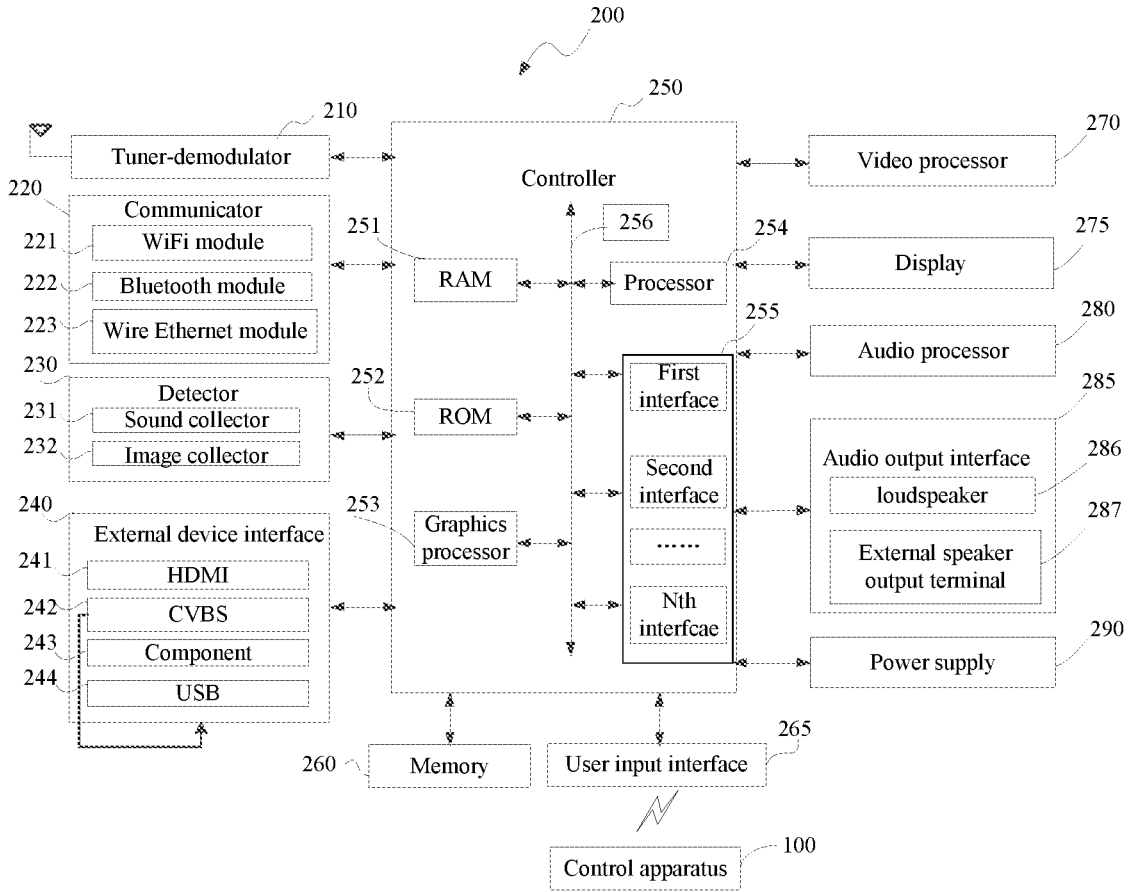 200
250
210
Tuner-demodulator
270
Video processor
Controller
220
Communicator
221
WiFi module
222
Bluetooth module
223
Wire Ethernet module
251
RAM
256
254
Processor
275
Display
255
280
Audio processor
230
Detector
231
Sound collector
232
Image collector
252
ROM
First
interface
Second
interface
……
Nth
interfcae
285
Audio output interface
286
loudspeaker
287
External speaker
output terminal
253
Graphics
processor
240
External device interface
241
HDMI
242
CVBS
243
Component
244
USB
290
Power supply
260
Memory
265
User input interface
100
Control apparatus